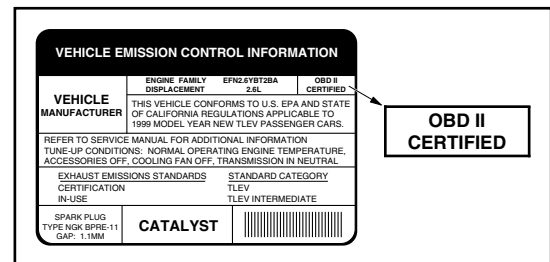 VEHICLE EMISSION CONTROL INFORMATION
VEHICLE
MANUFACTURER
ENGINE FAMILY EFN2.6YBT2BA
DISPLACEMENT 2.6L
OBD II
CERTIFIED
THIS VEHICLE CONFORMS TO U.S. EPA AND STATE
OF CALIFORNIA REGULATIONS APPLICABLE TO
1999 MODEL YEAR NEW TLEV PASSENGER CARS.
REFER TO SERVICE MANUAL FOR ADDITIONAL INFORMATION
TUNE-UP CONDITIONS: NORMAL OPERATING ENGINE TEMPERATURE,
ACCESSORIES OFF, COOLING FAN OFF, TRANSMISSION IN NEUTRAL
EXHAUST EMISSIONS STANDARDS STANDARD CATEGORY
CERTIFICATION TLEV
IN-USE TLEV INTERMEDIATE
SPARK PLUG
TYPE NGK BPRE-11
GAP: 1.1MM
CATALYST
OBD II
CERTIFIED